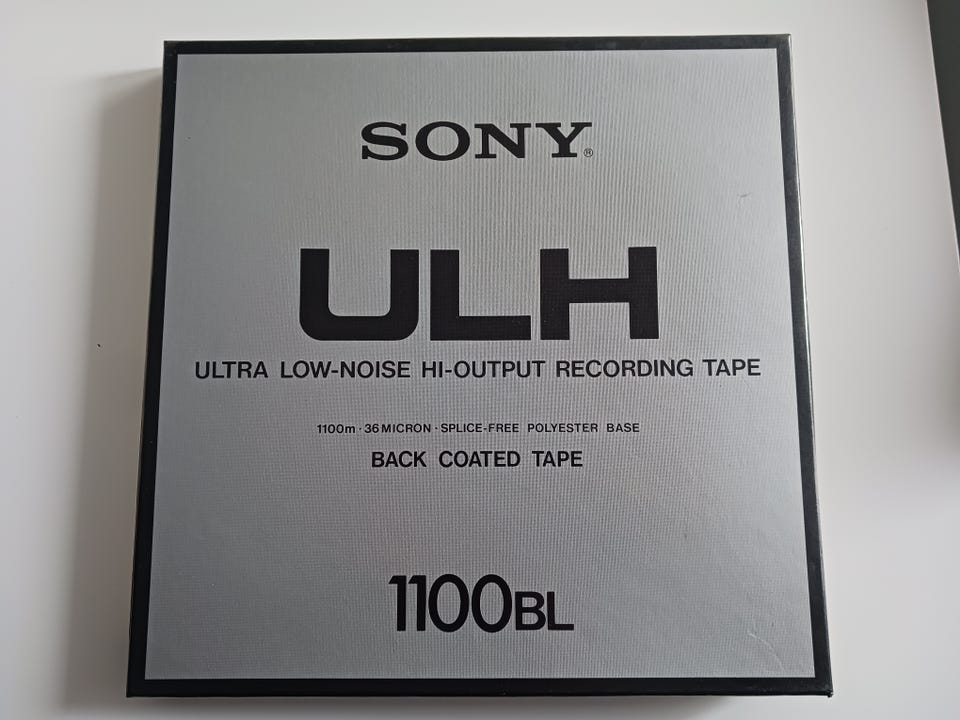 SONY®
ULH
ULTRA LOW-NOISE HI-OUTPUT RECORDING TAPE
1100m · 36 MICRON · SPLICE-FREE POLYESTER BASE
BACK COATED TAPE
1100BL